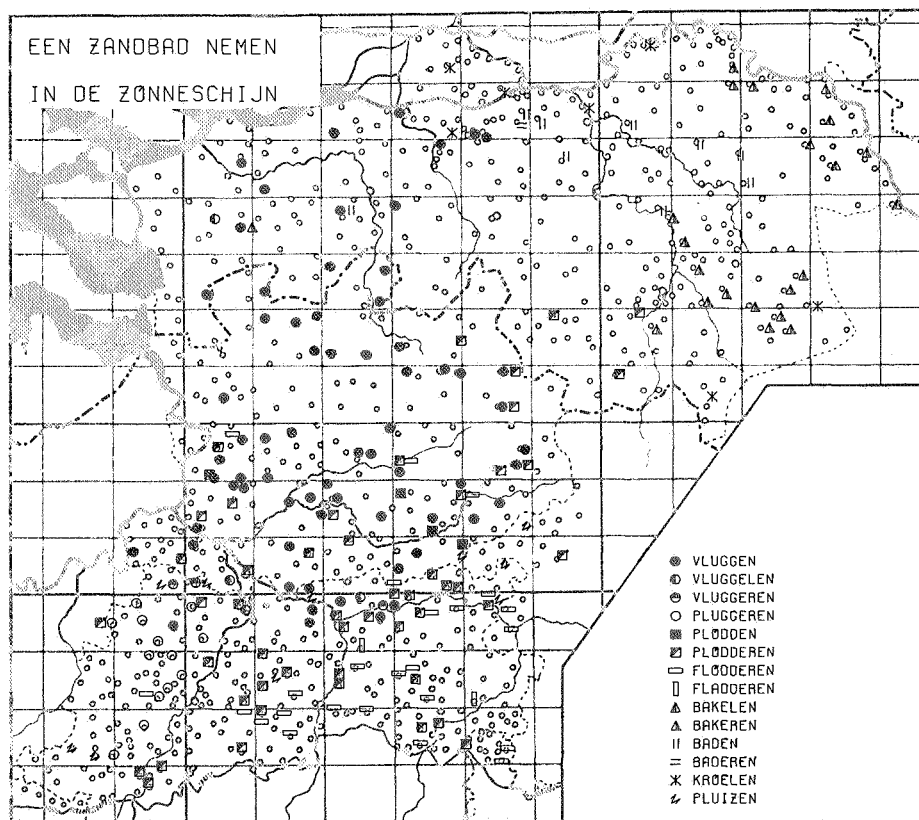 EEN ZANDBAD NEMEN
IN DE ZONNESCHIJN
VLUGGEN
VLUGGELEN
VLUGGEREN
PLUGGEREN
PLODDEN
PLODDEREN
FLODDEREN
FLADDEREN
BAKELEN
BAKEREN
BADEN
BADEREN
KROELEN
PLUIZEN